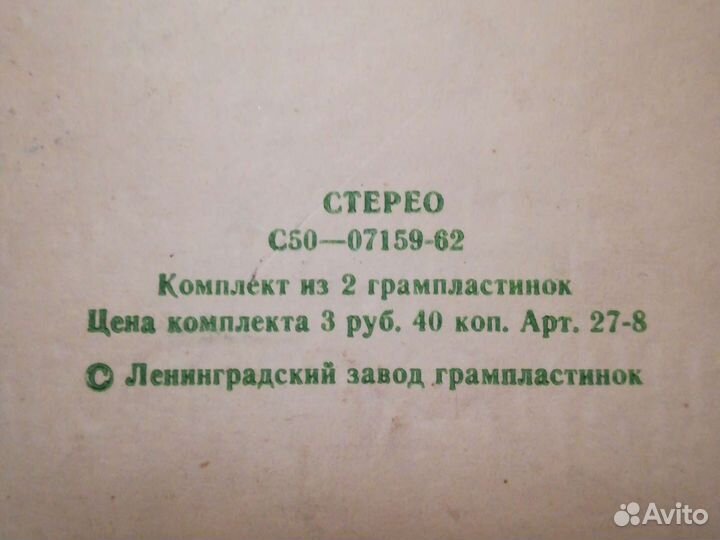 СТЕРЕО
С50—07159-62
Комплект из 2 грампластинок
Цена комплекта 3 руб. 40 коп. Арт. 27-8
© Ленинградский завод грампластинок
Avito